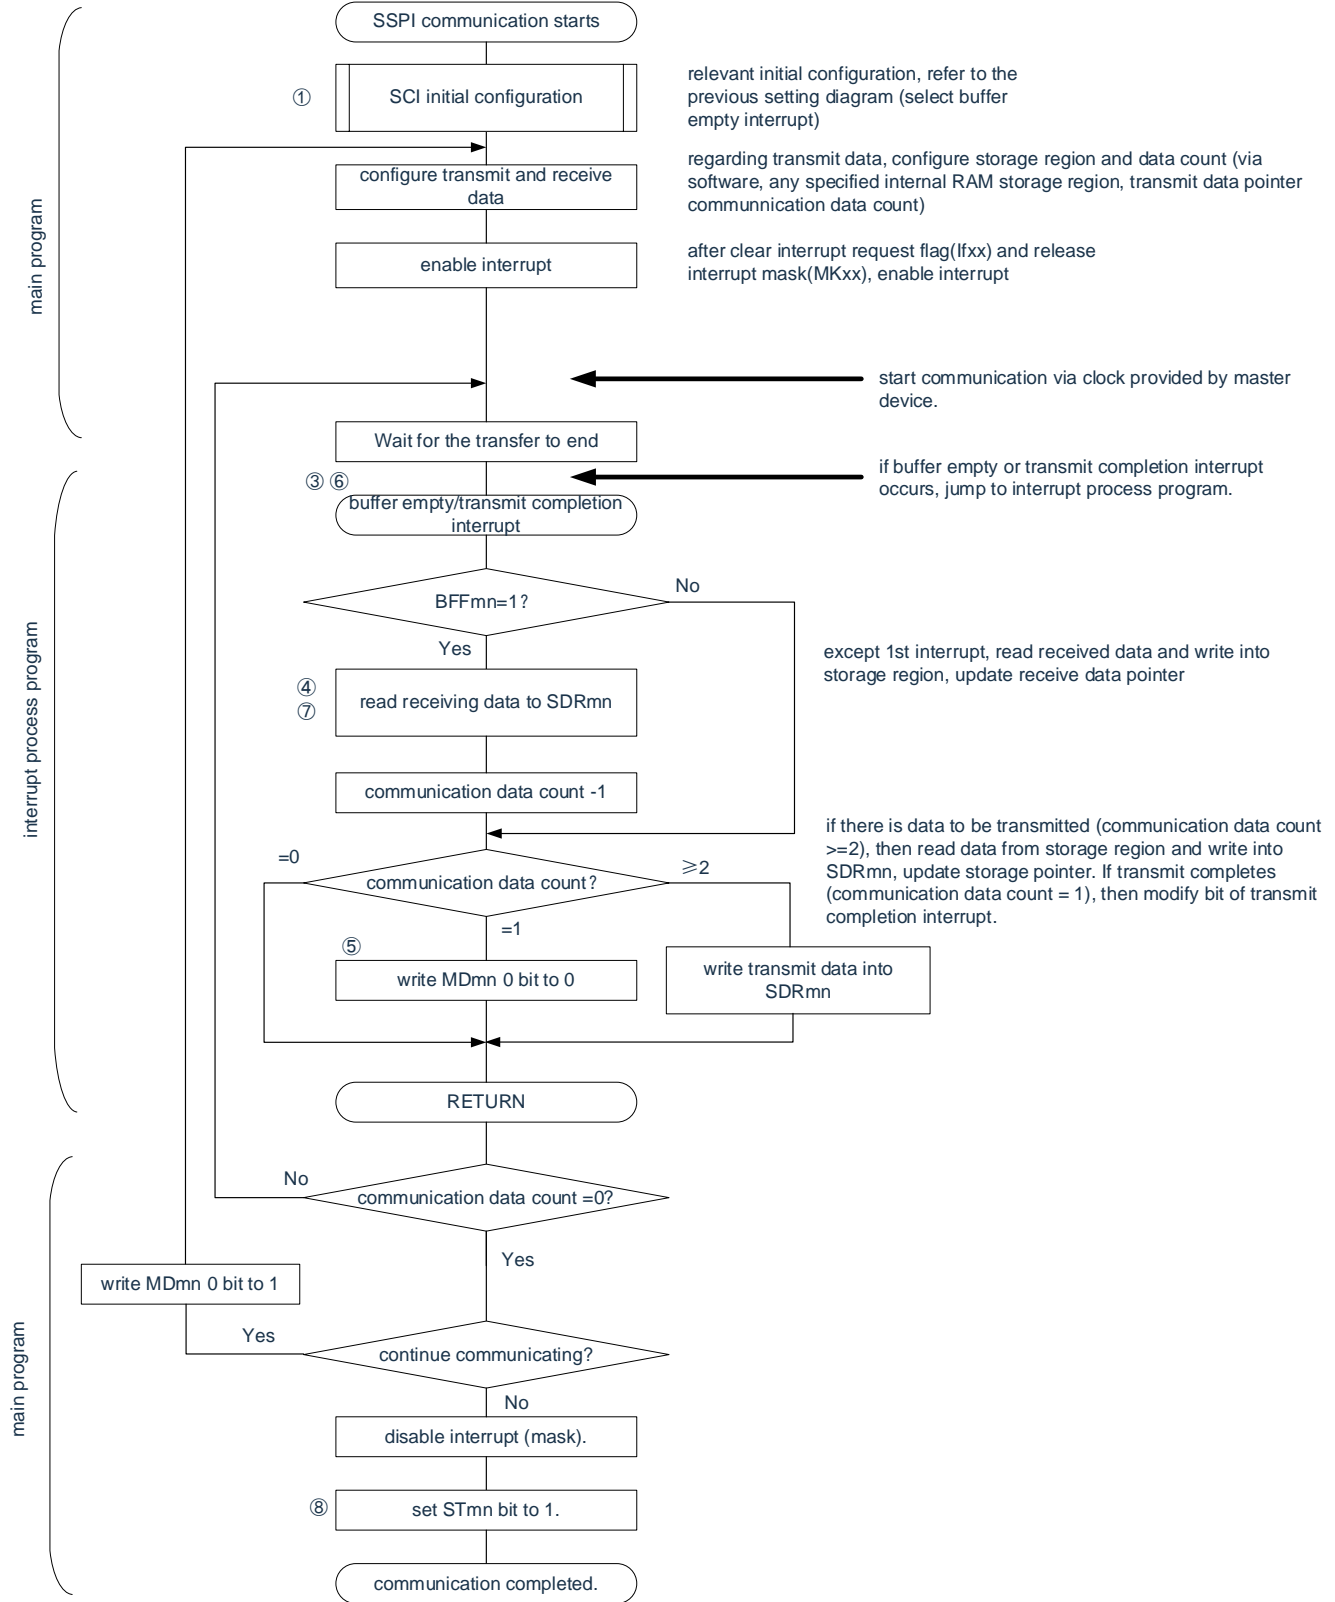 SSPI communication starts
①
SCI initial configuration
relevant initial configuration, refer to the
previous setting diagram (select buffer
empty interrupt)
configure transmit and receive
data
regarding transmit data, configure storage region and data count (via
software, any specified internal RAM storage region, transmit data pointer
communnication data count)
main program
enable interrupt
after clear interrupt request flag(Ifxx) and release
interrupt mask(MKxx), enable interrupt
start communication via clock provided by master
device.
Wait for the transfer to end
③ ⑥
if buffer empty or transmit completion interrupt
occurs, jump to interrupt process program.
buffer empty/transmit completion
interrupt
BFFmn=1?
No
Yes
interrupt process program
except 1st interrupt, read received data and write into
storage region, update receive data pointer
④
⑦
read receiving data to SDRmn
communication data count -1
if there is data to be transmitted (communication data count
>=2), then read data from storage region and write into
SDRmn, update storage pointer. If transmit completes
(communication data count = 1), then modify bit of transmit
completion interrupt.
=0
communication data count?
≥2
=1
⑤
write MDmn 0 bit to 0
write transmit data into
SDRmn
RETURN
No
communication data count =0?
Yes
write MDmn 0 bit to 1
Yes
continue communicating?
No
main program
disable interrupt (mask).
⑧
set STmn bit to 1.
communication completed.